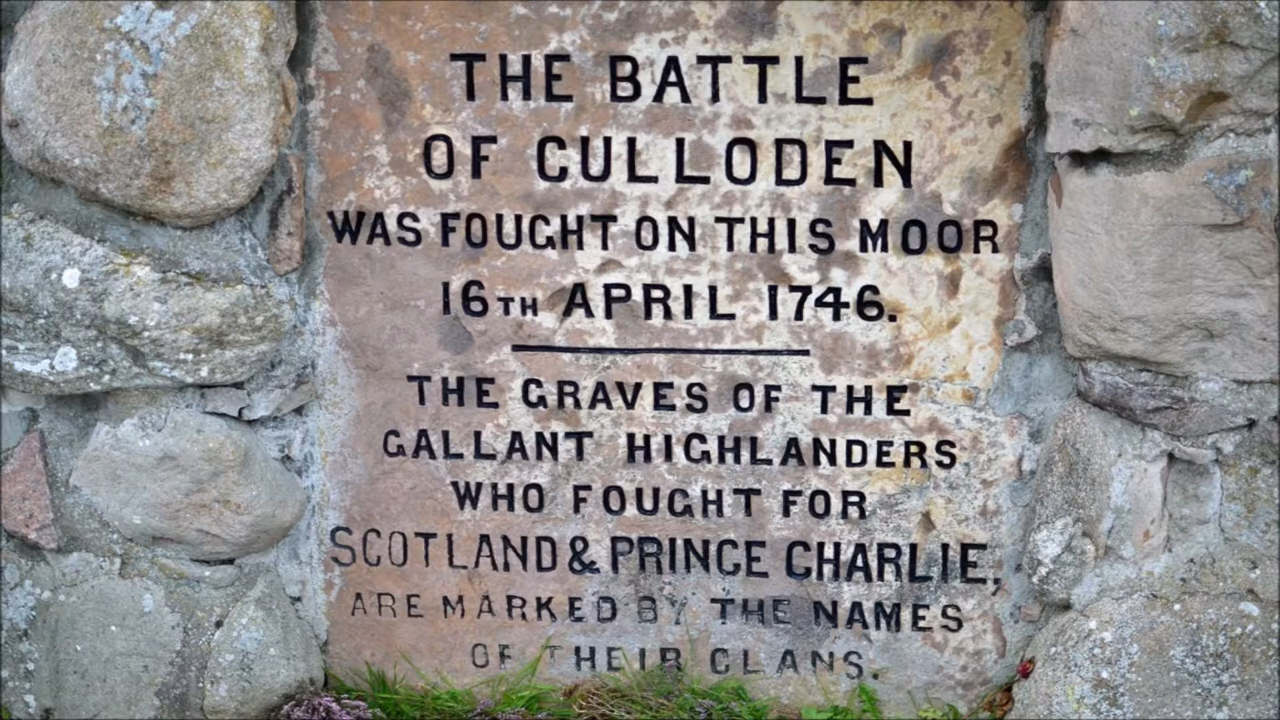 THE BATTLE
OF CULLODEN
WAS FOUGHT ON THIS MOOR
16TH APRIL 1746.
THE GRAVES OF THE
GALLANT HIGHLANDERS
WHO FOUGHT FOR
SCOTLAND & PRINCE CHARLIE,
ARE MARKED BY THE NAMES
OF THEIR CLANS.